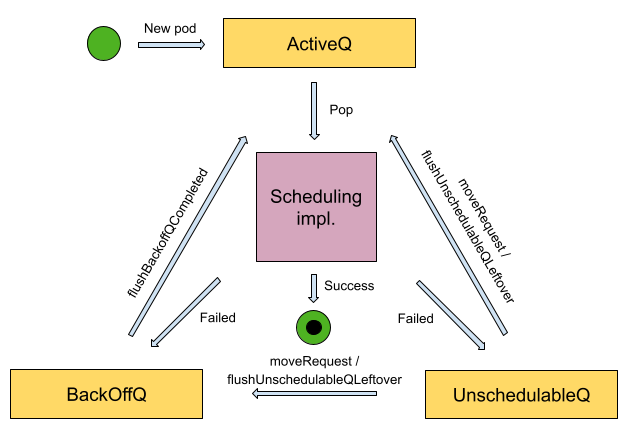 New pod
ActiveQ
Pop
flushBackoffQCompleted
Scheduling
impl.
moveRequest /
flushUnschedulableQLeftover
Success
Failed
Failed
moveRequest /
flushUnschedulableQLeftover
BackOffQ
UnschedulableQ